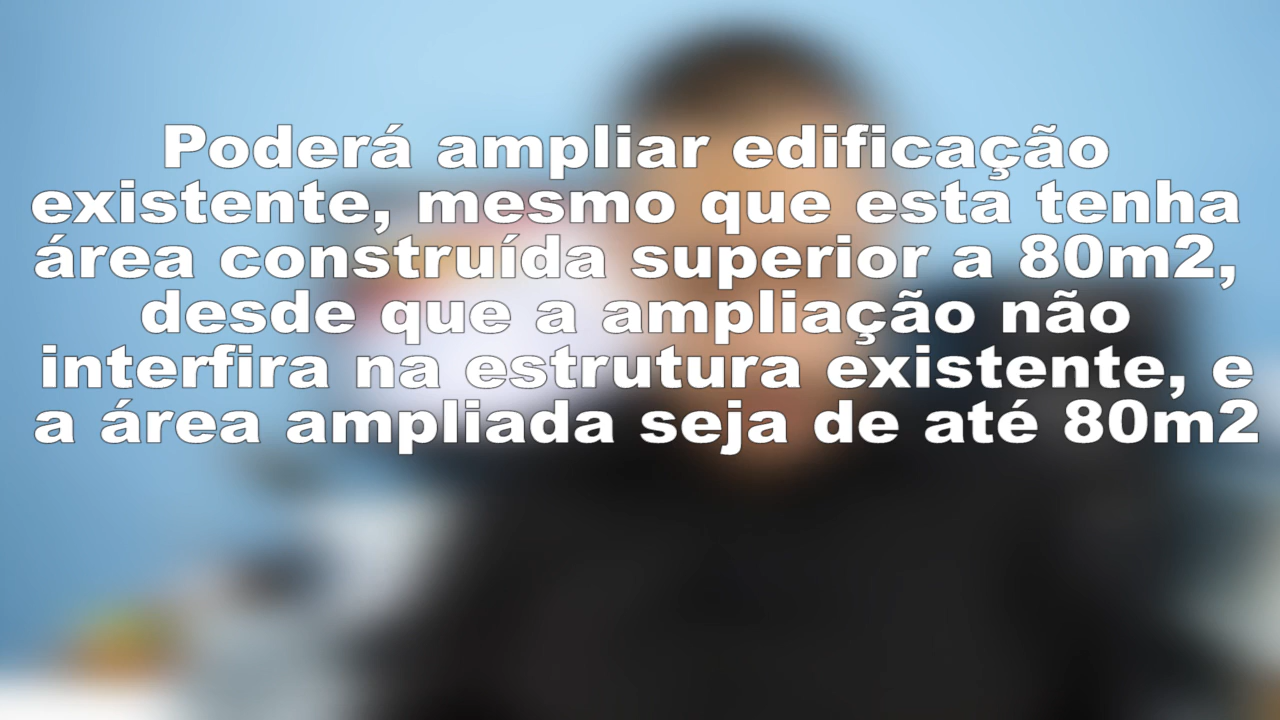 Poderá ampliar edificação
existente, mesmo que esta tenha
área construída superior a 80m2,
desde que a ampliação não
interfira na estrutura existente, e
a área ampliada seja de até 80m2